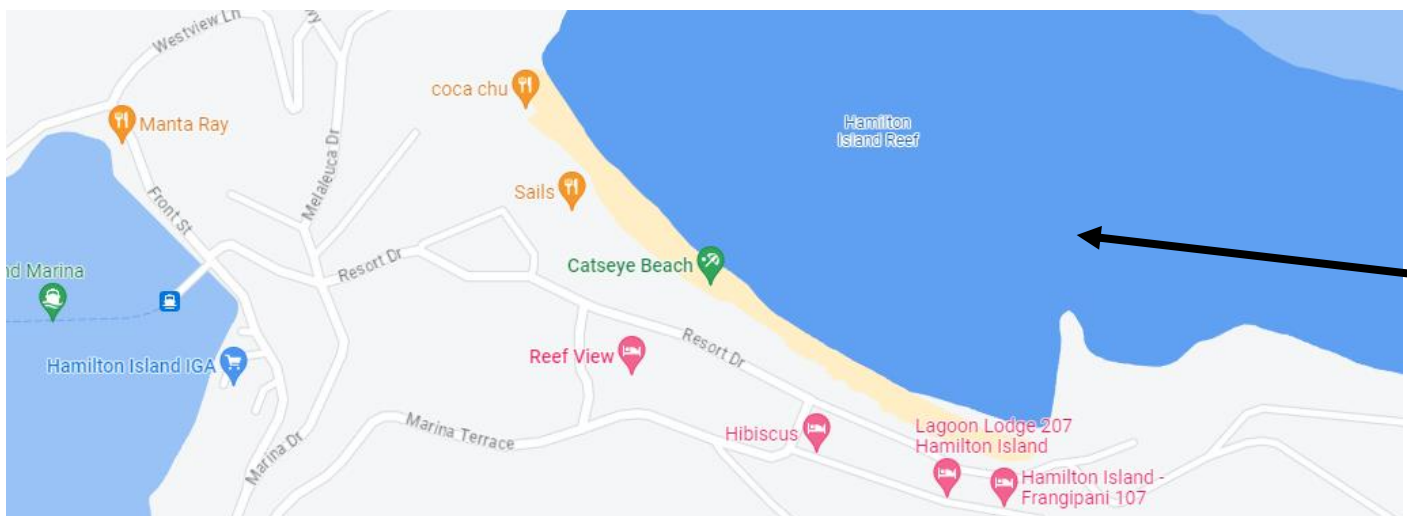 Westview Ln
wy
coca chu
Hamilton
Island Reef
Manta Ray
Melaleuca Dr
Sails
Front St
Resort Dr
Catseye Beach
nd Marina
Reef View
Resort Dr
Hamilton Island IGA
Marina Terrace
Hibiscus
Lagoon Lodge 207
Hamilton Island
Marina Dr
Hamilton Island -
Frangipani 107